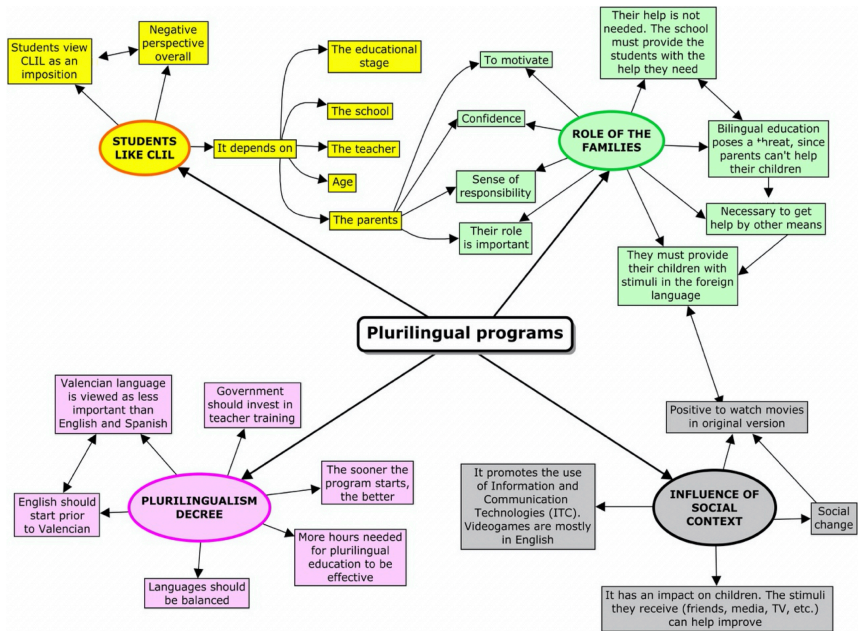 Students view
CLIL as an
imposition
Negative
perspective
overall
STUDENTS
LIKE CLIL
It depends on
The educational
stage
The school
The teacher
Age
The parents
To motivate
Confidence
Sense of
responsibility
Their role
is important
ROLE OF THE
FAMILIES
Their help is not
needed. The school
must provide the
students with the
help they need
Bilingual education
poses a threat, since
parents can't help
their children
Necessary to get
help by other means
They must provide
their children with
stimuli in the foreign
language
Plurilingual programs
Valencian language
is viewed as less
important than
English and Spanish
Government
should invest in
teacher training
PLURILINGUALISM
DECREE
The sooner the
program starts,
the better
English should
start prior
to Valencian
More hours needed
for plurilingual
education to be
effective
Languages should
be balanced
Positive to watch movies
in original version
It promotes the use
of Information and
Communication
Technologies (ITC).
Videogames are mostly
in English
INFLUENCE OF
SOCIAL
CONTEXT
Social
change
It has an impact on children. The stimuli
they receive (friends, media, TV, etc.)
can help improve